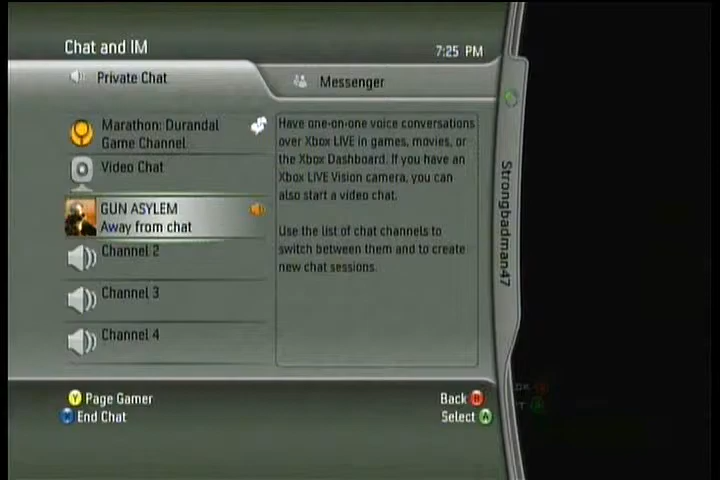 Chat and IM
7:25 PM
Private Chat
Messenger
Marathon: Durandal
Game Channel
Video Chat
GUN ASYLEM
Away from chat
Channel 2
Channel 3
Channel 4
Have one-on-one voice conversations
over Xbox LIVE in games, movies, or
the Xbox Dashboard. If you have an
Xbox LIVE Vision camera, you can
also start a video chat.
Use the list of chat channels to
switch between them and to create
new chat sessions.
Strongbadman47
Y Page Gamer
X End Chat
Back B
Select A